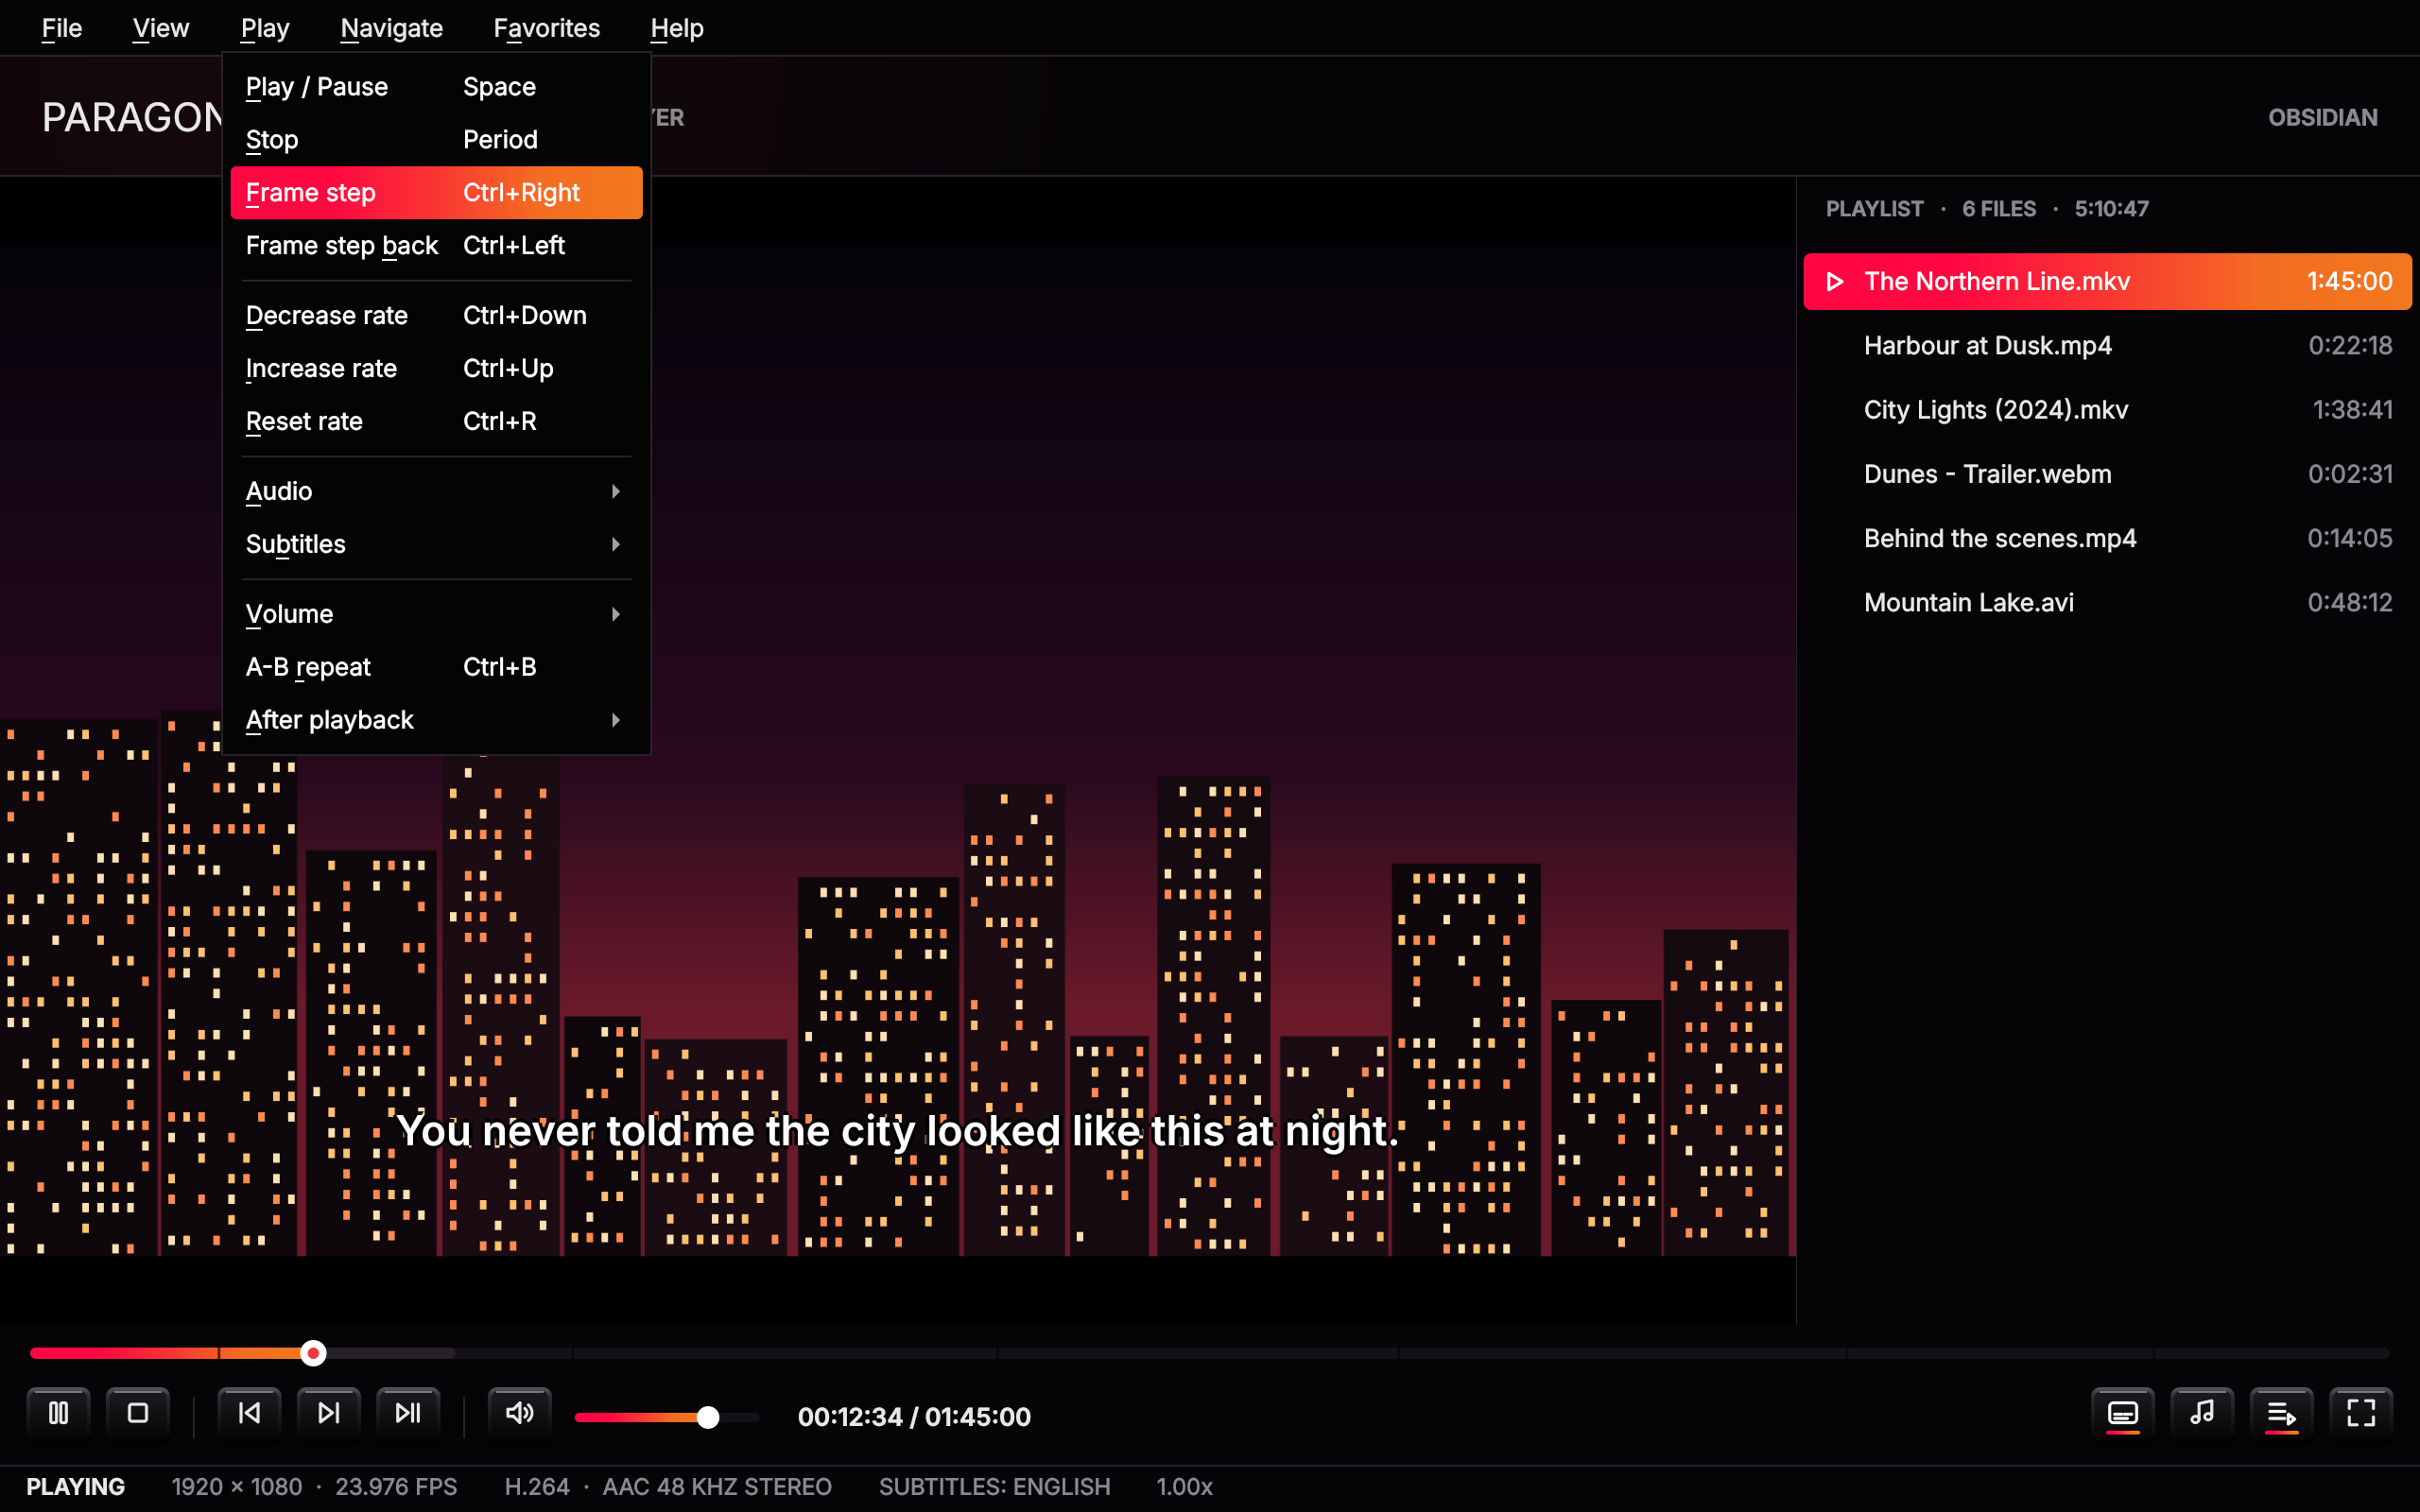 File View Play Navigate Favorites Help
PARAGON
OBSIDIAN
Play / Pause Space
Stop Period
Frame step Ctrl+Right
Frame step back Ctrl+Left
Decrease rate Ctrl+Down
Increase rate Ctrl+Up
Reset rate Ctrl+R
Audio
Subtitles
Volume
A-B repeat Ctrl+B
After playback
PLAYLIST · 6 FILES · 5:10:47
The Northern Line.mkv 1:45:00
Harbour at Dusk.mp4 0:22:18
City Lights (2024).mkv 1:38:41
Dunes - Trailer.webm 0:02:31
Behind the scenes.mp4 0:14:05
Mountain Lake.avi 0:48:12
You never told me the city looked like this at night.
00:12:34 / 01:45:00
PLAYING 1920 × 1080 · 23.976 FPS H.264 · AAC 48 KHZ STEREO SUBTITLES: ENGLISH 1.00x